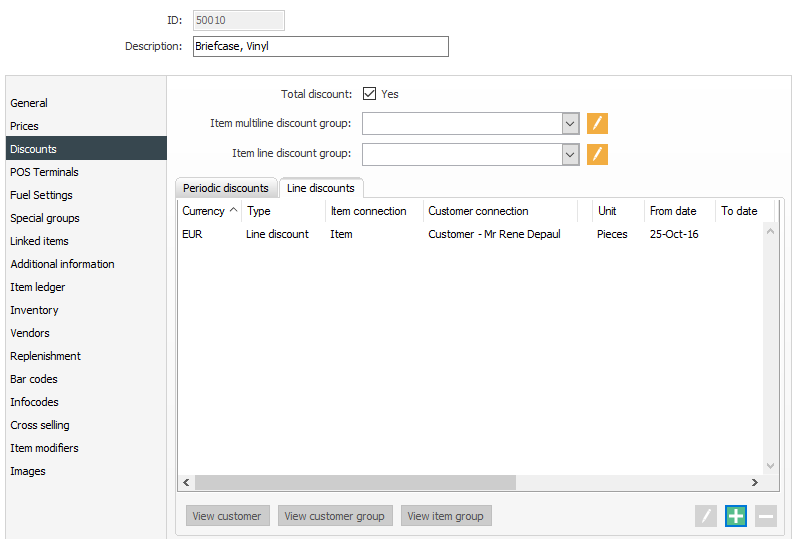 ID: 50010
Description: Briefcase, Vinyl
General
Prices
Discounts
POS Terminals
Fuel Settings
Special groups
Linked items
Additional information
Item ledger
Inventory
Vendors
Replenishment
Bar codes
Infocodes
Cross selling
Item modifiers
Images
Total discount: Yes
Item multiline discount group:
Item line discount group:
Periodic discounts Line discounts
Currency Type Item connection Customer connection Unit From date To date
EUR Line discount Item Customer - Mr Rene Depaul Pieces 25-Oct-16
View customer View customer group View item group